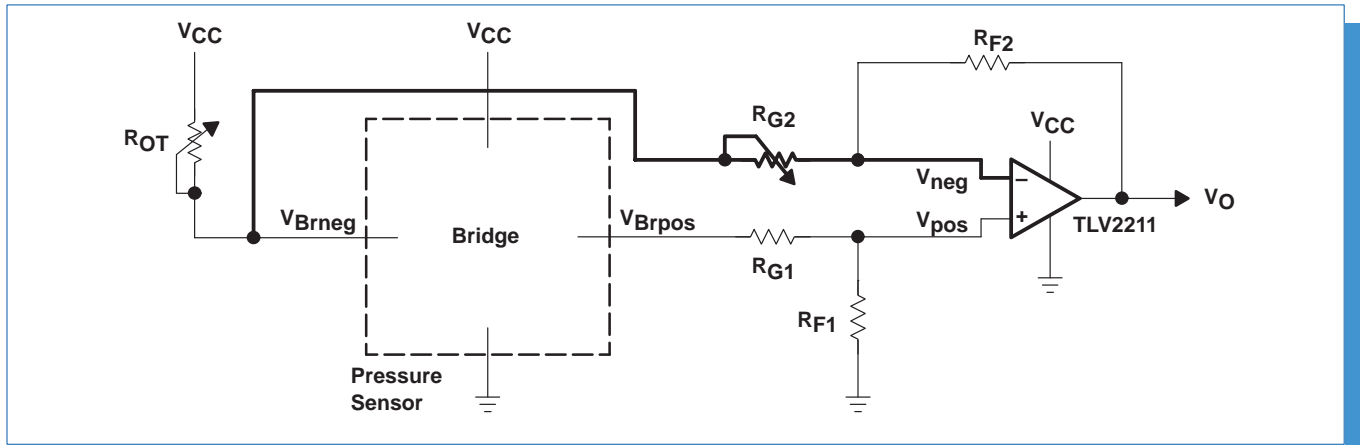 VCC
VCC
RF2
ROT
RG2
VCC
Vneg
VO
VBrneg
Bridge
VBrpos
Vpos
TLV2211
RG1
RF1
Pressure
Sensor
−
+